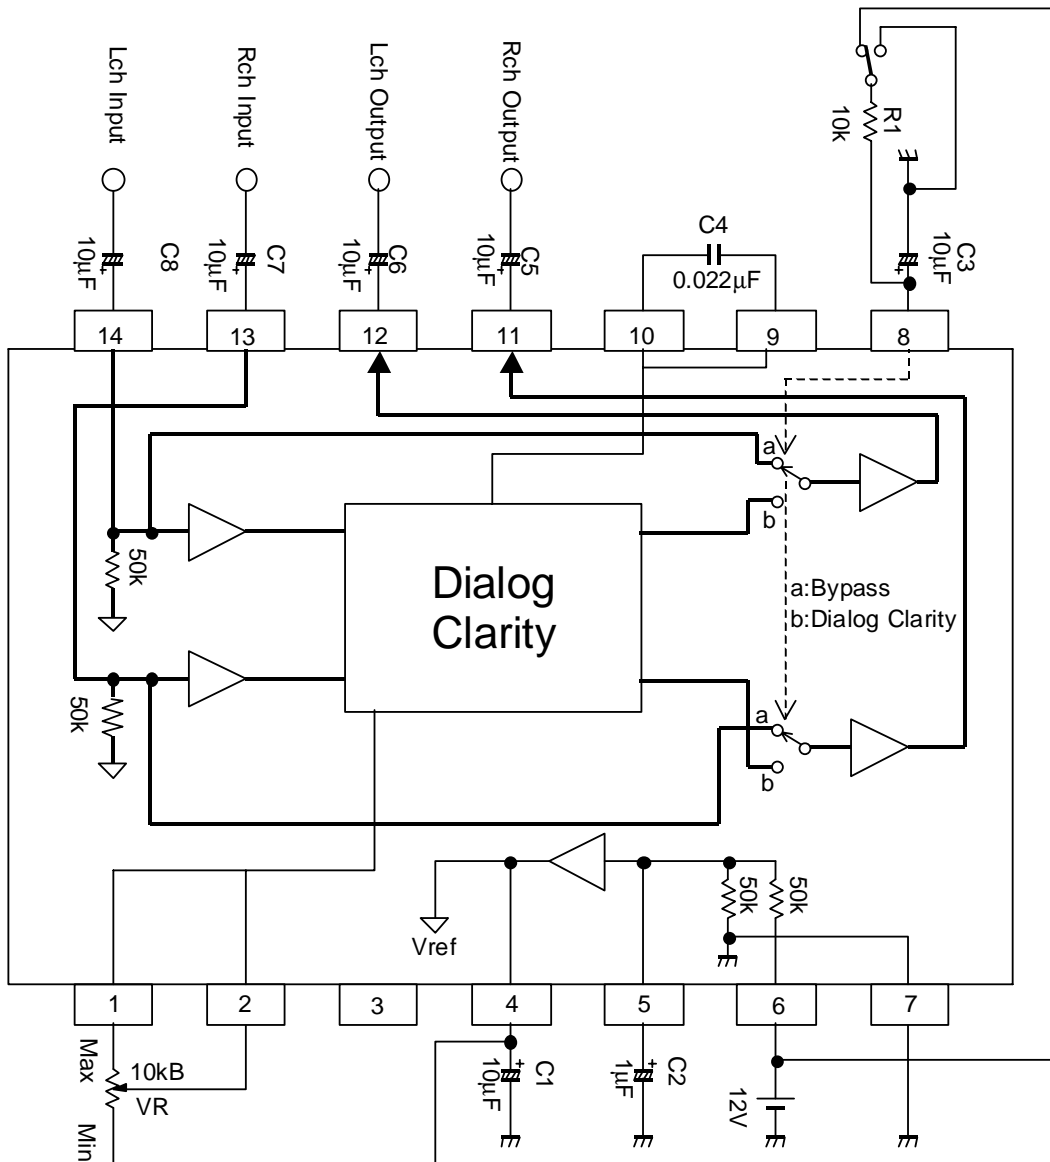 Lch Input
Rch Input
Lch Output
Rch Output
R1
10k
C8
10μF
+
C7
10μF
+
C6
10μF
+
C5
10μF
+
C4
0.022μF
C3
10μF
+
14
13
12
11
10
9
8
a
b
50k
Dialog
Clarity
a:Bypass
b:Dialog Clarity
50k
a
b
50k
50k
Vref
1
2
3
4
5
6
7
Max
10kB
VR
Min
+
C1
10μF
+
C2
1μF
12V